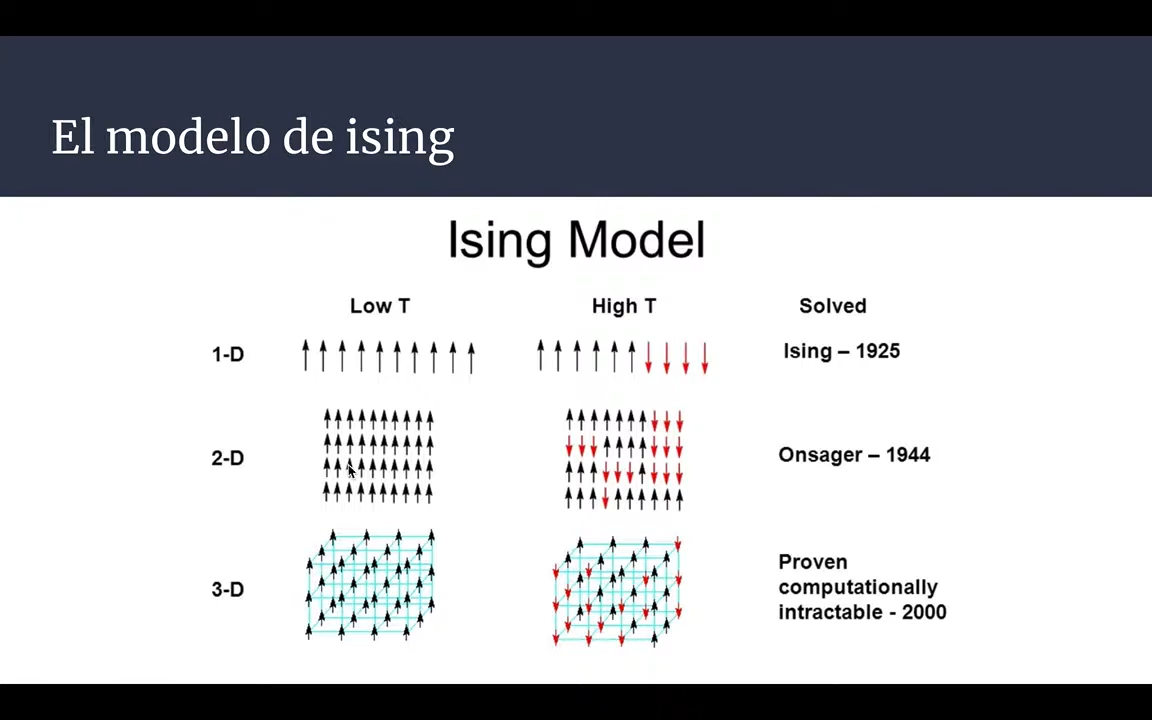 El modelo de ising
Ising Model
Low T High T Solved
1-D Ising – 1925
2-D Onsager – 1944
3-D Proven
computationally
intractable - 2000